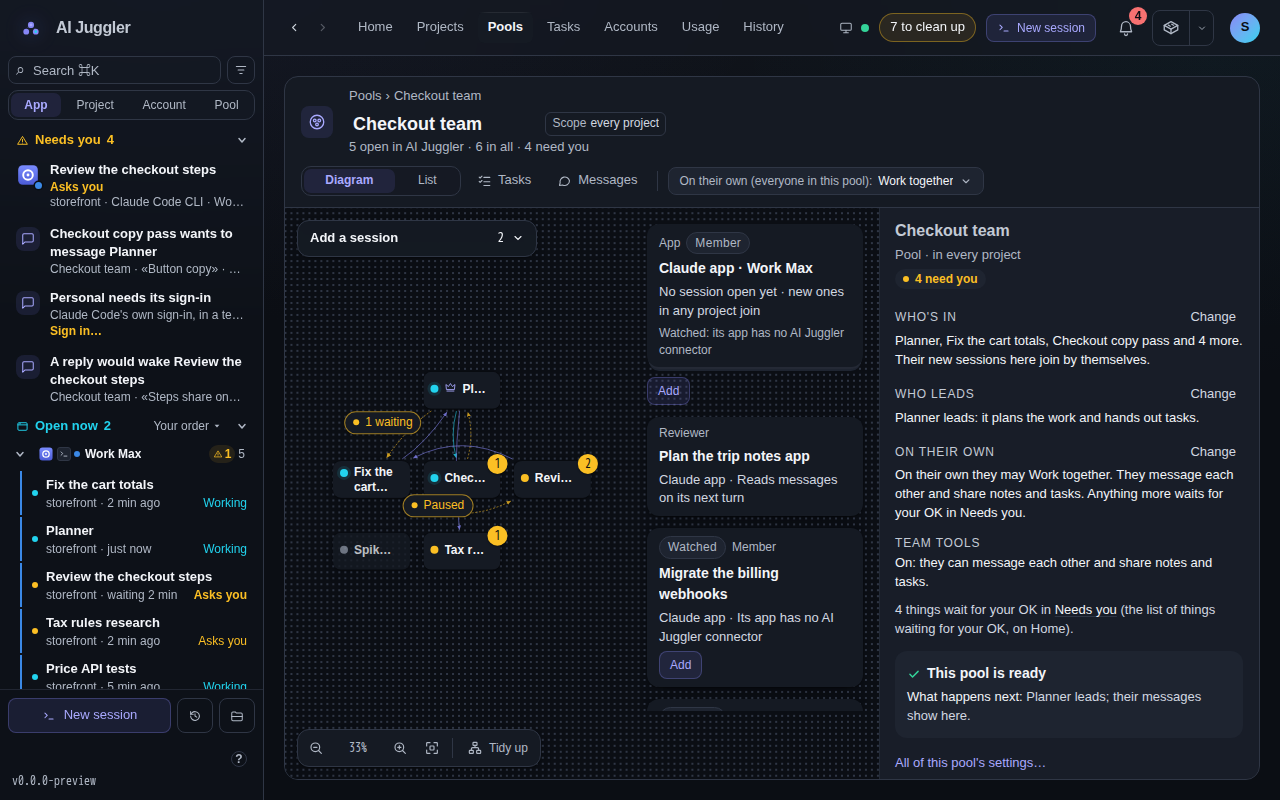 AI Juggler
Search ⌘K
App Project Account Pool
Needs you 4
Review the checkout steps
Asks you
storefront · Claude Code CLI · Wo…
Checkout copy pass wants to
message Planner
Checkout team · «Button copy» · …
Personal needs its sign-in
Claude Code's own sign-in, in a te…
Sign in…
A reply would wake Review the
checkout steps
Checkout team · «Steps share on…
Open now 2
Your order
Work Max
1 5
Fix the cart totals
storefront · 2 min ago Working
Planner
storefront · just now Working
Review the checkout steps
storefront · waiting 2 min Asks you
Tax rules research
storefront · 2 min ago Asks you
Price API tests
storefront · 5 min ago Working
New session
?
v0.0.0-preview
Home Projects Pools Tasks Accounts Usage History
7 to clean up
New session
4
S
Pools › Checkout team
Checkout team
Scope every project
5 open in AI Juggler · 6 in all · 4 need you
Diagram List
Tasks
Messages
On their own (everyone in this pool): Work together
Add a session 2
Pl…
1 waiting
Fix the
cart…
Chec…
1
Revi…
2
Paused
Spik…
Tax r…
1
App Member
Claude app · Work Max
No session open yet · new ones
in any project join
Watched: its app has no AI Juggler
connector
Add
Reviewer
Plan the trip notes app
Claude app · Reads messages
on its next turn
Watched Member
Migrate the billing
webhooks
Claude app · Its app has no AI
Juggler connector
Add
33%
Tidy up
Checkout team
Pool · in every project
4 need you
WHO'S IN Change
Planner, Fix the cart totals, Checkout copy pass and 4 more.
Their new sessions here join by themselves.
WHO LEADS Change
Planner leads: it plans the work and hands out tasks.
ON THEIR OWN Change
On their own they may Work together. They message each
other and share notes and tasks. Anything more waits for
your OK in Needs you.
TEAM TOOLS
On: they can message each other and share notes and
tasks.
4 things wait for your OK in Needs you (the list of things
waiting for your OK, on Home).
This pool is ready
What happens next: Planner leads; their messages
show here.
All of this pool's settings…